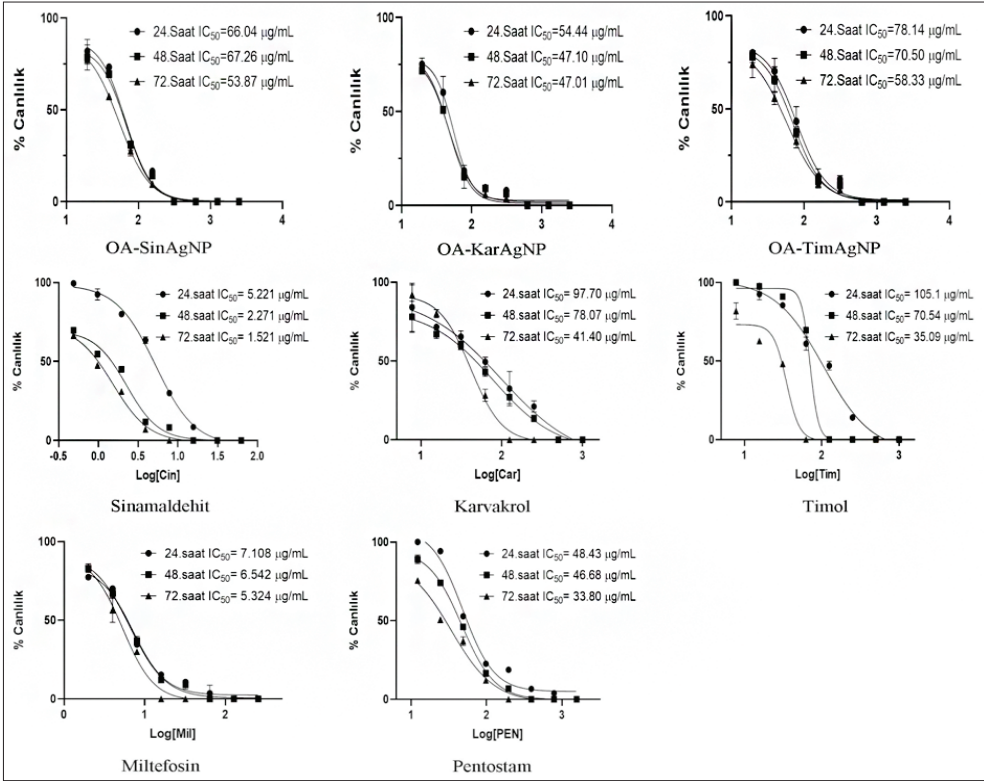 100
24.Saat IC50=66.04 µg/mL
48.Saat IC50=67.26 µg/mL
72.Saat IC50=53.87 µg/mL
% Canlılık
50
0
1 2 3 4
OA-SinAgNP
100
24.Saat IC50=54.44 µg/mL
48.Saat IC50=47.10 µg/mL
72.Saat IC50=47.01 µg/mL
% Canlılık
50
0
1 2 3 4
OA-KarAgNP
100
24.Saat IC50=78.14 µg/mL
48.Saat IC50=70.50 µg/mL
72.Saat IC50=58.33 µg/mL
% Canlılık
50
0
1 2 3 4
OA-TimAgNP
100
24.saat IC50= 5.221 µg/mL
48.saat IC50= 2.271 µg/mL
72.saat IC50= 1.521 µg/mL
% Canlılık
50
0
-0.5 0.0 0.5 1.0 1.5 2.0
Log[Cin]
Sinamaldehit
100
24.saat IC50= 97.70 µg/mL
48.saat IC50= 78.07 µg/mL
72.saat IC50= 41.40 µg/mL
% Canlılık
50
0
1 2 3
Log[Car]
Karvakrol
100
24.saat IC50= 105.1 µg/mL
48.saat IC50= 70.54 µg/mL
72.saat IC50= 35.09 µg/mL
% Canlılık
50
0
1 2 3
Log[Tim]
Timol
100
24.saat IC50= 7.108 µg/mL
48.saat IC50= 6.542 µg/mL
72.saat IC50= 5.324 µg/mL
% Canlılık
50
0
0 1 2
Log[Mil]
Miltefosin
100
24.saat IC50= 48.43 µg/mL
48.saat IC50= 46.68 µg/mL
72.saat IC50= 33.80 µg/mL
% Canlılık
50
0
1 2 3
Log[PEN]
Pentostam